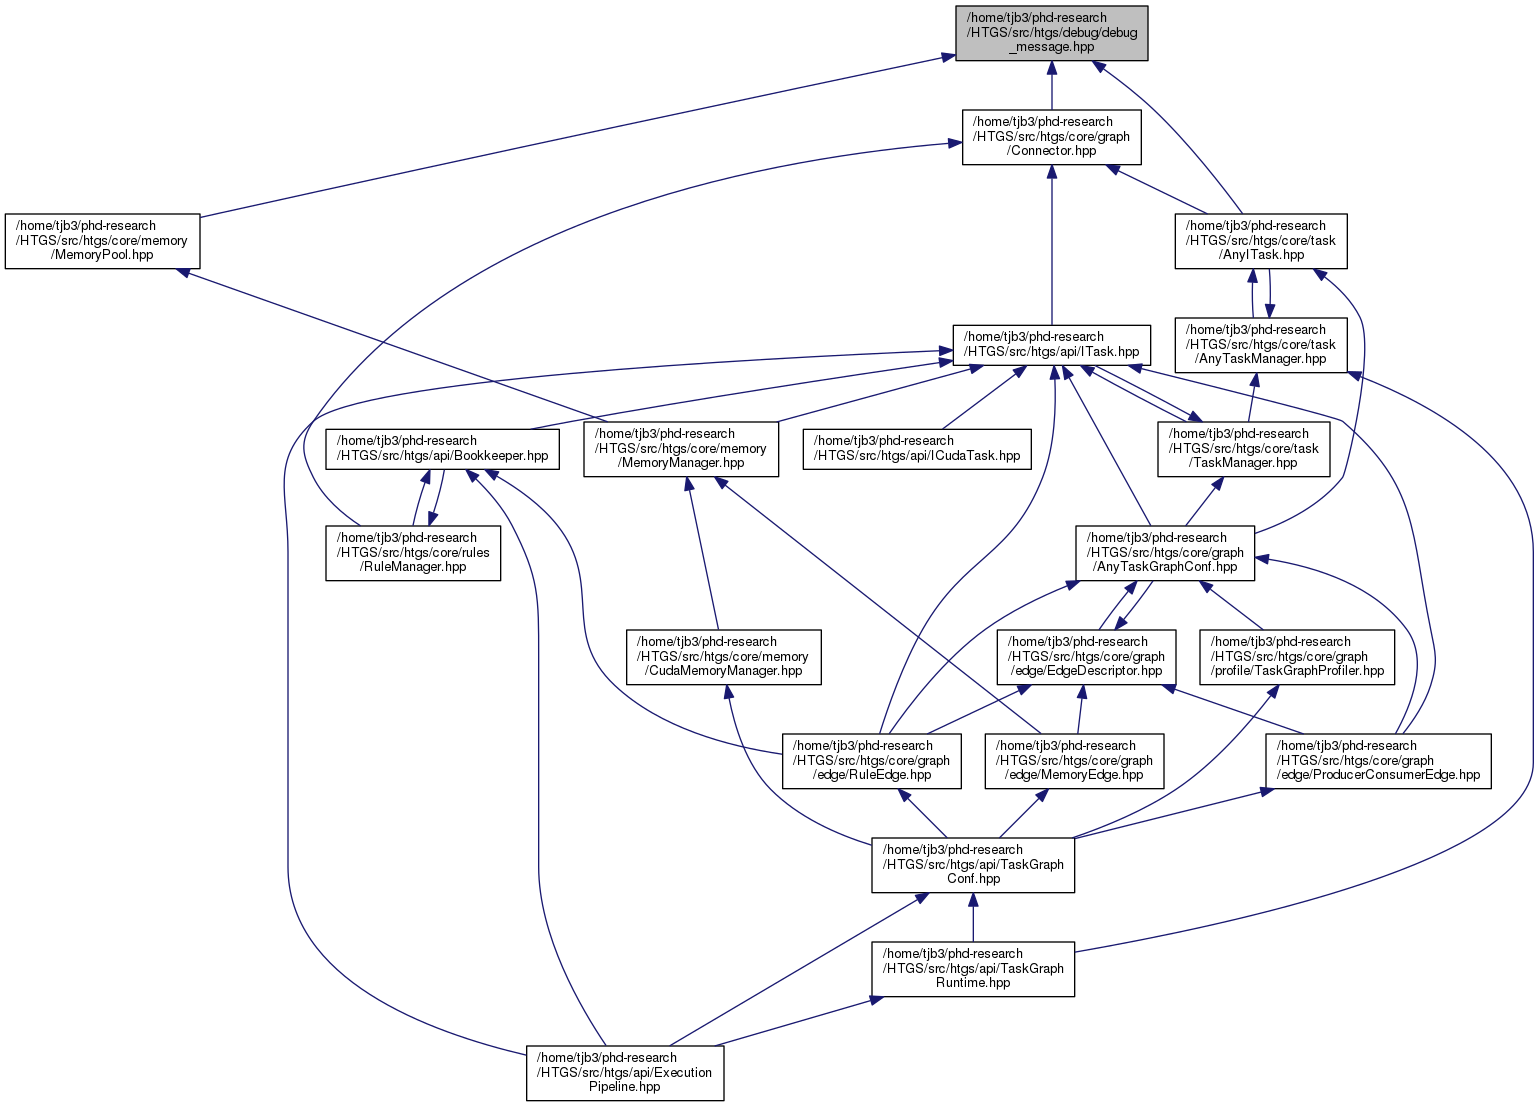 /home/tjb3/phd-research
/HTGS/src/htgs/debug/debug
_message.hpp
/home/tjb3/phd-research
/HTGS/src/htgs/core/graph
/Connector.hpp
/home/tjb3/phd-research
/HTGS/src/htgs/core/memory
/MemoryPool.hpp
/home/tjb3/phd-research
/HTGS/src/htgs/core/task
/AnyITask.hpp
/home/tjb3/phd-research
/HTGS/src/htgs/api/ITask.hpp
/home/tjb3/phd-research
/HTGS/src/htgs/core/task
/AnyTaskManager.hpp
/home/tjb3/phd-research
/HTGS/src/htgs/api/Bookkeeper.hpp
/home/tjb3/phd-research
/HTGS/src/htgs/core/memory
/MemoryManager.hpp
/home/tjb3/phd-research
/HTGS/src/htgs/api/ICudaTask.hpp
/home/tjb3/phd-research
/HTGS/src/htgs/core/task
/TaskManager.hpp
/home/tjb3/phd-research
/HTGS/src/htgs/core/rules
/RuleManager.hpp
/home/tjb3/phd-research
/HTGS/src/htgs/core/graph
/AnyTaskGraphConf.hpp
/home/tjb3/phd-research
/HTGS/src/htgs/core/memory
/CudaMemoryManager.hpp
/home/tjb3/phd-research
/HTGS/src/htgs/core/graph
/edge/EdgeDescriptor.hpp
/home/tjb3/phd-research
/HTGS/src/htgs/core/graph
/profile/TaskGraphProfiler.hpp
/home/tjb3/phd-research
/HTGS/src/htgs/core/graph
/edge/RuleEdge.hpp
/home/tjb3/phd-research
/HTGS/src/htgs/core/graph
/edge/MemoryEdge.hpp
/home/tjb3/phd-research
/HTGS/src/htgs/core/graph
/edge/ProducerConsumerEdge.hpp
/home/tjb3/phd-research
/HTGS/src/htgs/api/TaskGraph
Conf.hpp
/home/tjb3/phd-research
/HTGS/src/htgs/api/TaskGraph
Runtime.hpp
/home/tjb3/phd-research
/HTGS/src/htgs/api/Execution
Pipeline.hpp